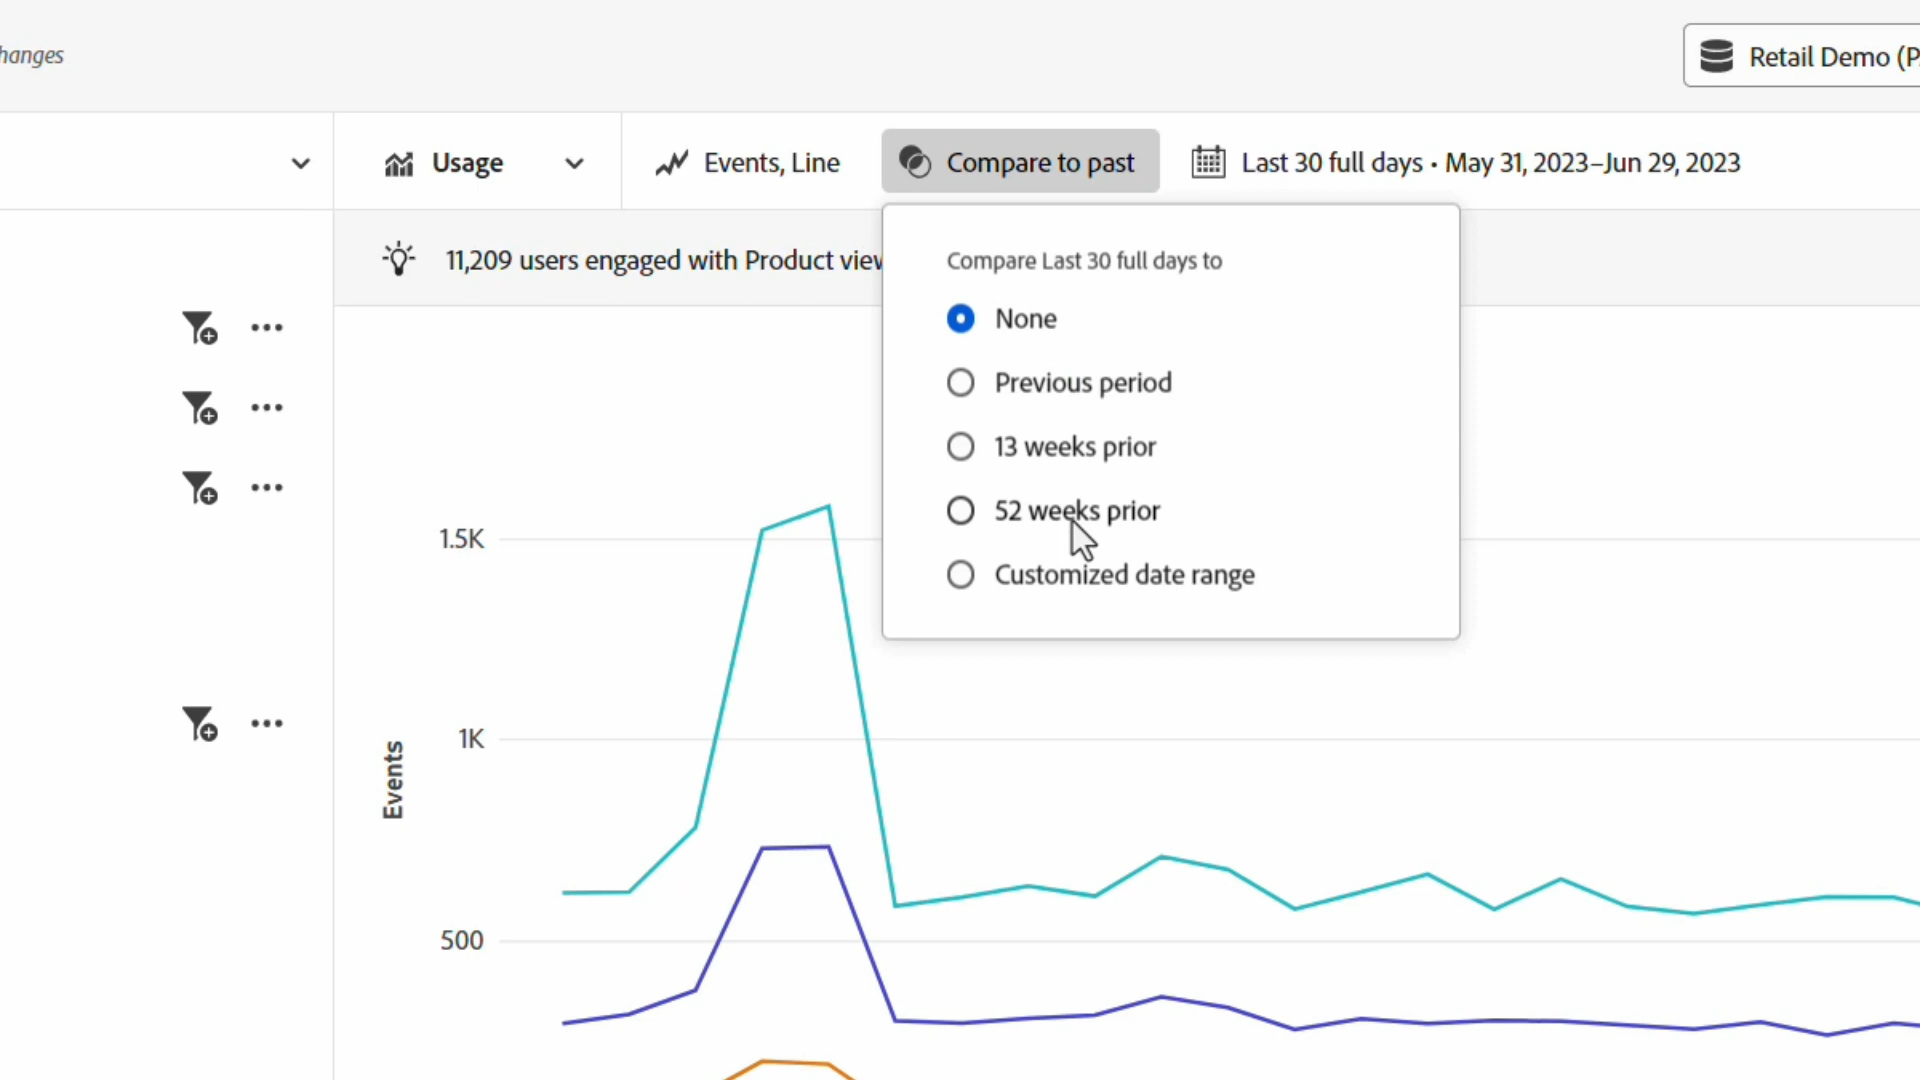 hanges
Retail Demo (P
Usage
Events, Line
Compare to past
Last 30 full days • May 31, 2023–Jun 29, 2023
11,209 users engaged with Product view
Compare Last 30 full days to
None
Previous period
13 weeks prior
52 weeks prior
Customized date range
1.5K
1K
500
Events